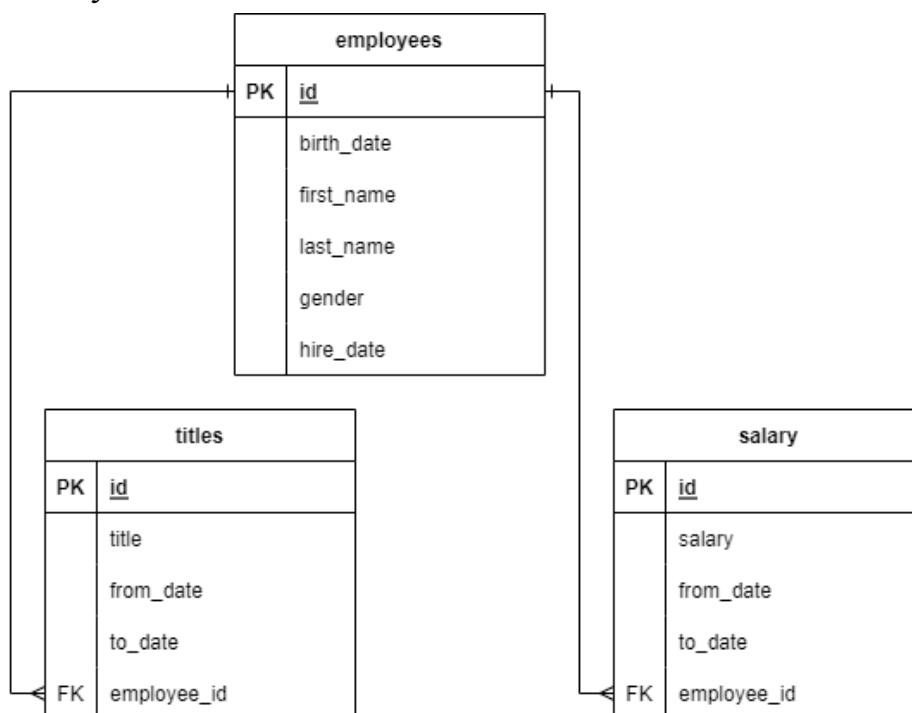 employees
PK id
birth_date
first_name
last_name
gender
hire_date
titles
PK id
title
from_date
to_date
FK employee_id
salary
PK id
salary
from_date
to_date
FK employee_id